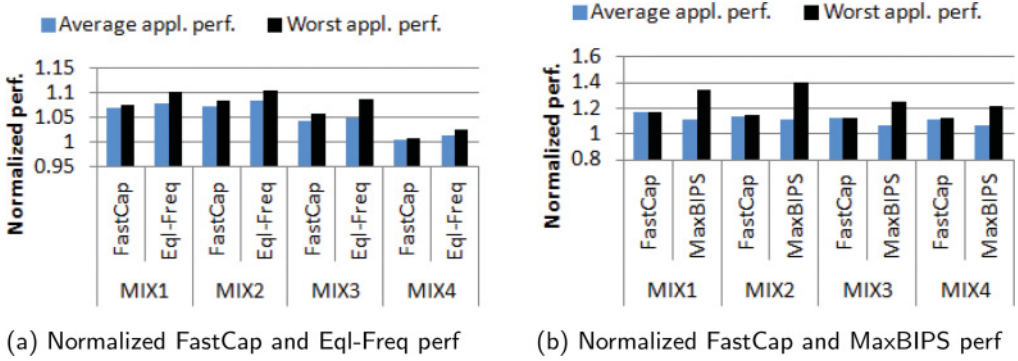 Average appl. perf. Worst appl. perf.
Normalized perf.
1.15
1.1
1.05
1
0.95
FastCap Eql-Freq FastCap Eql-Freq FastCap Eql-Freq FastCap Eql-Freq
MIX1 MIX2 MIX3 MIX4
(a) Normalized FastCap and Eql-Freq perf
Average appl. perf. Worst appl. perf.
Normalized perf.
1.6
1.4
1.2
1
0.8
FastCap MaxBIPS FastCap MaxBIPS FastCap MaxBIPS FastCap MaxBIPS
MIX1 MIX2 MIX3 MIX4
(b) Normalized FastCap and MaxBIPS perf